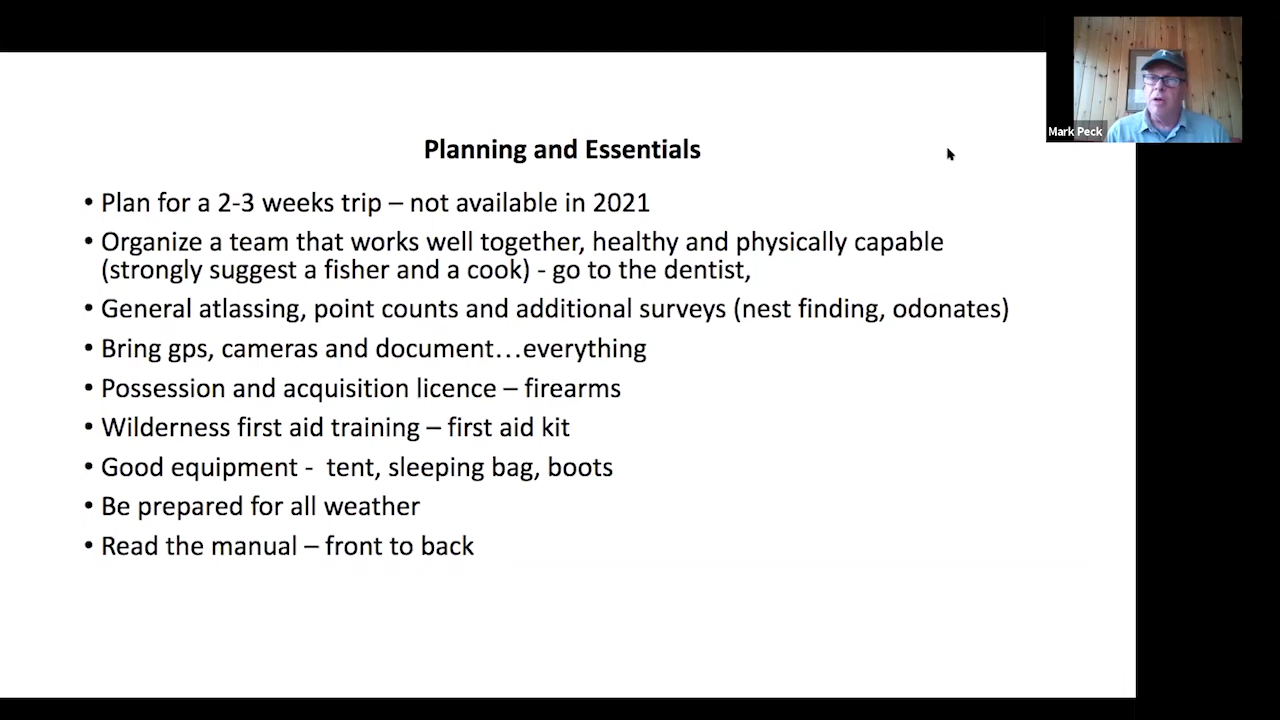 Mark Peck
Planning and Essentials
• Plan for a 2-3 weeks trip – not available in 2021
• Organize a team that works well together, healthy and physically capable
(strongly suggest a fisher and a cook) - go to the dentist,
• General atlassing, point counts and additional surveys (nest finding, odonates)
• Bring gps, cameras and document…everything
• Possession and acquisition licence – firearms
• Wilderness first aid training – first aid kit
• Good equipment -  tent, sleeping bag, boots
• Be prepared for all weather
• Read the manual – front to back